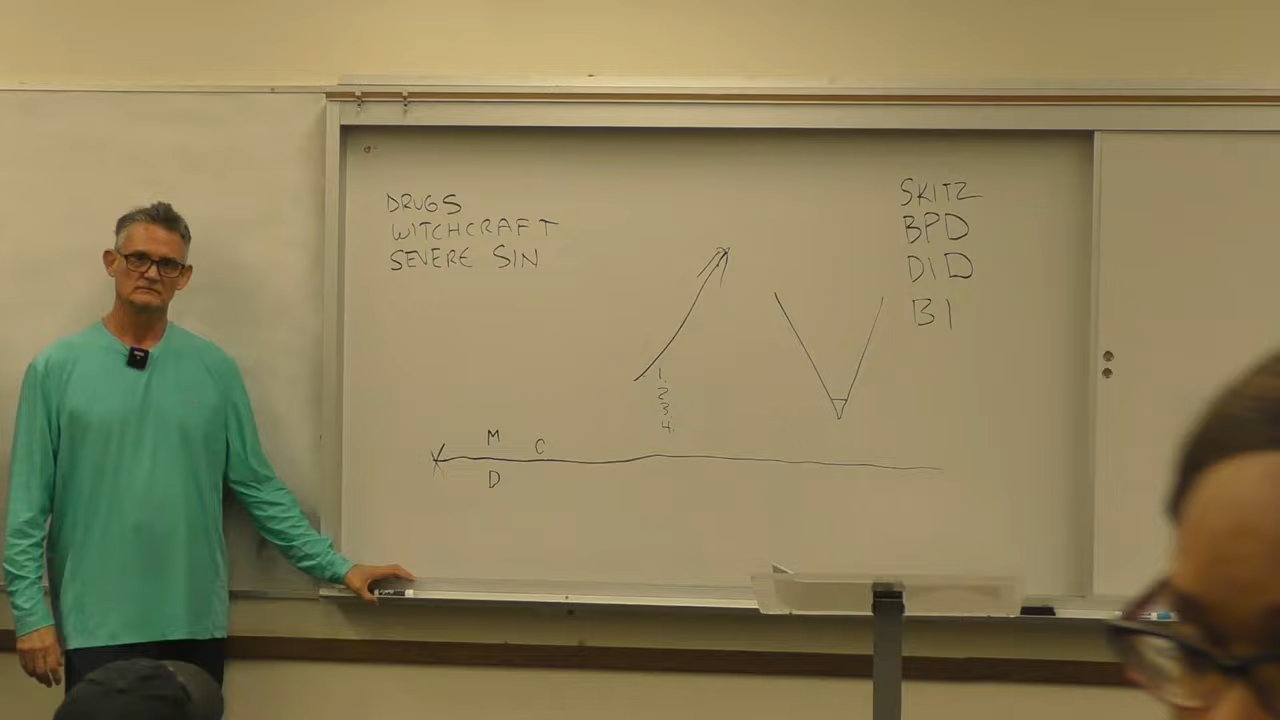 DRUGS
WITCHCRAFT
SEVERE SIN
SKITZ
BPD
DID
BI
1.
2.
3.
4.
M
C
D